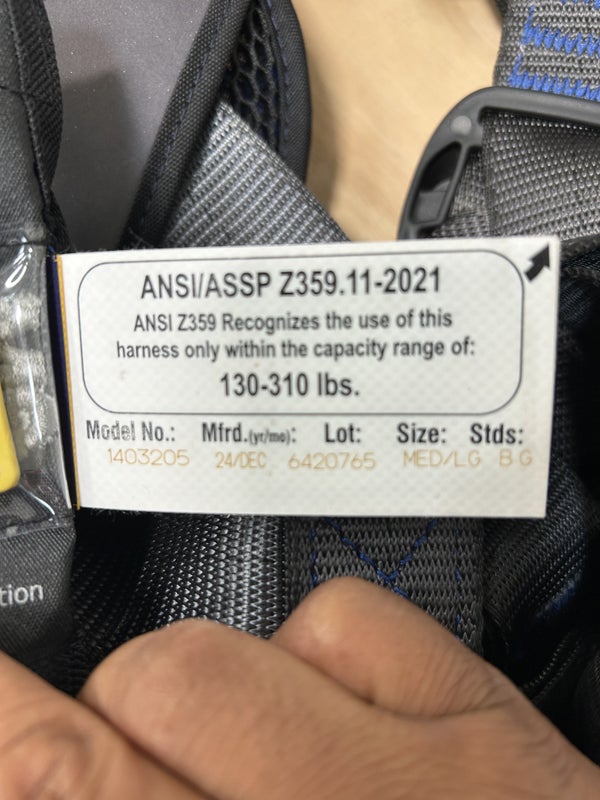 ANSI/ASSP Z359.11-2021
ANSI Z359 Recognizes the use of this
harness only within the capacity range of:
130-310 lbs.
Model No.: Mfrd.(yr/mo): Lot: Size: Stds:
1403205 24/DEC 6420765 MED/LG B G
tion